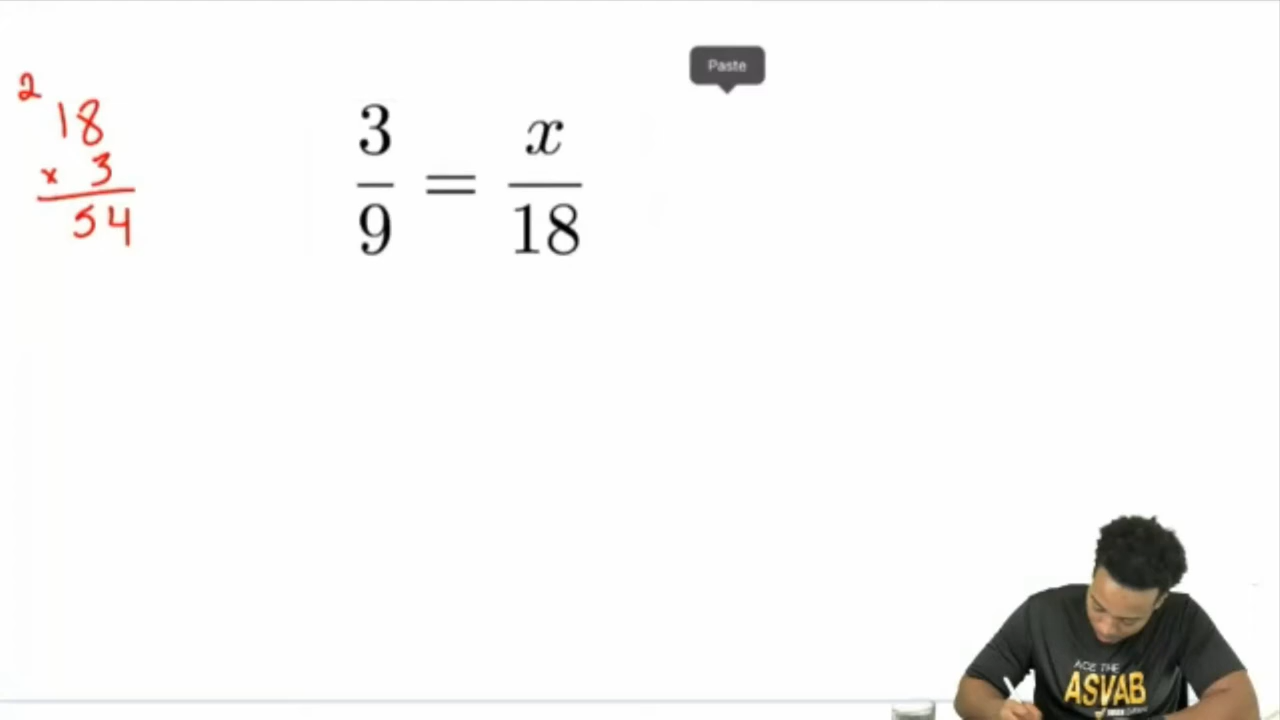 2
18
x 3
54
3/9 = x/18
Paste
ACE THE
ASVAB